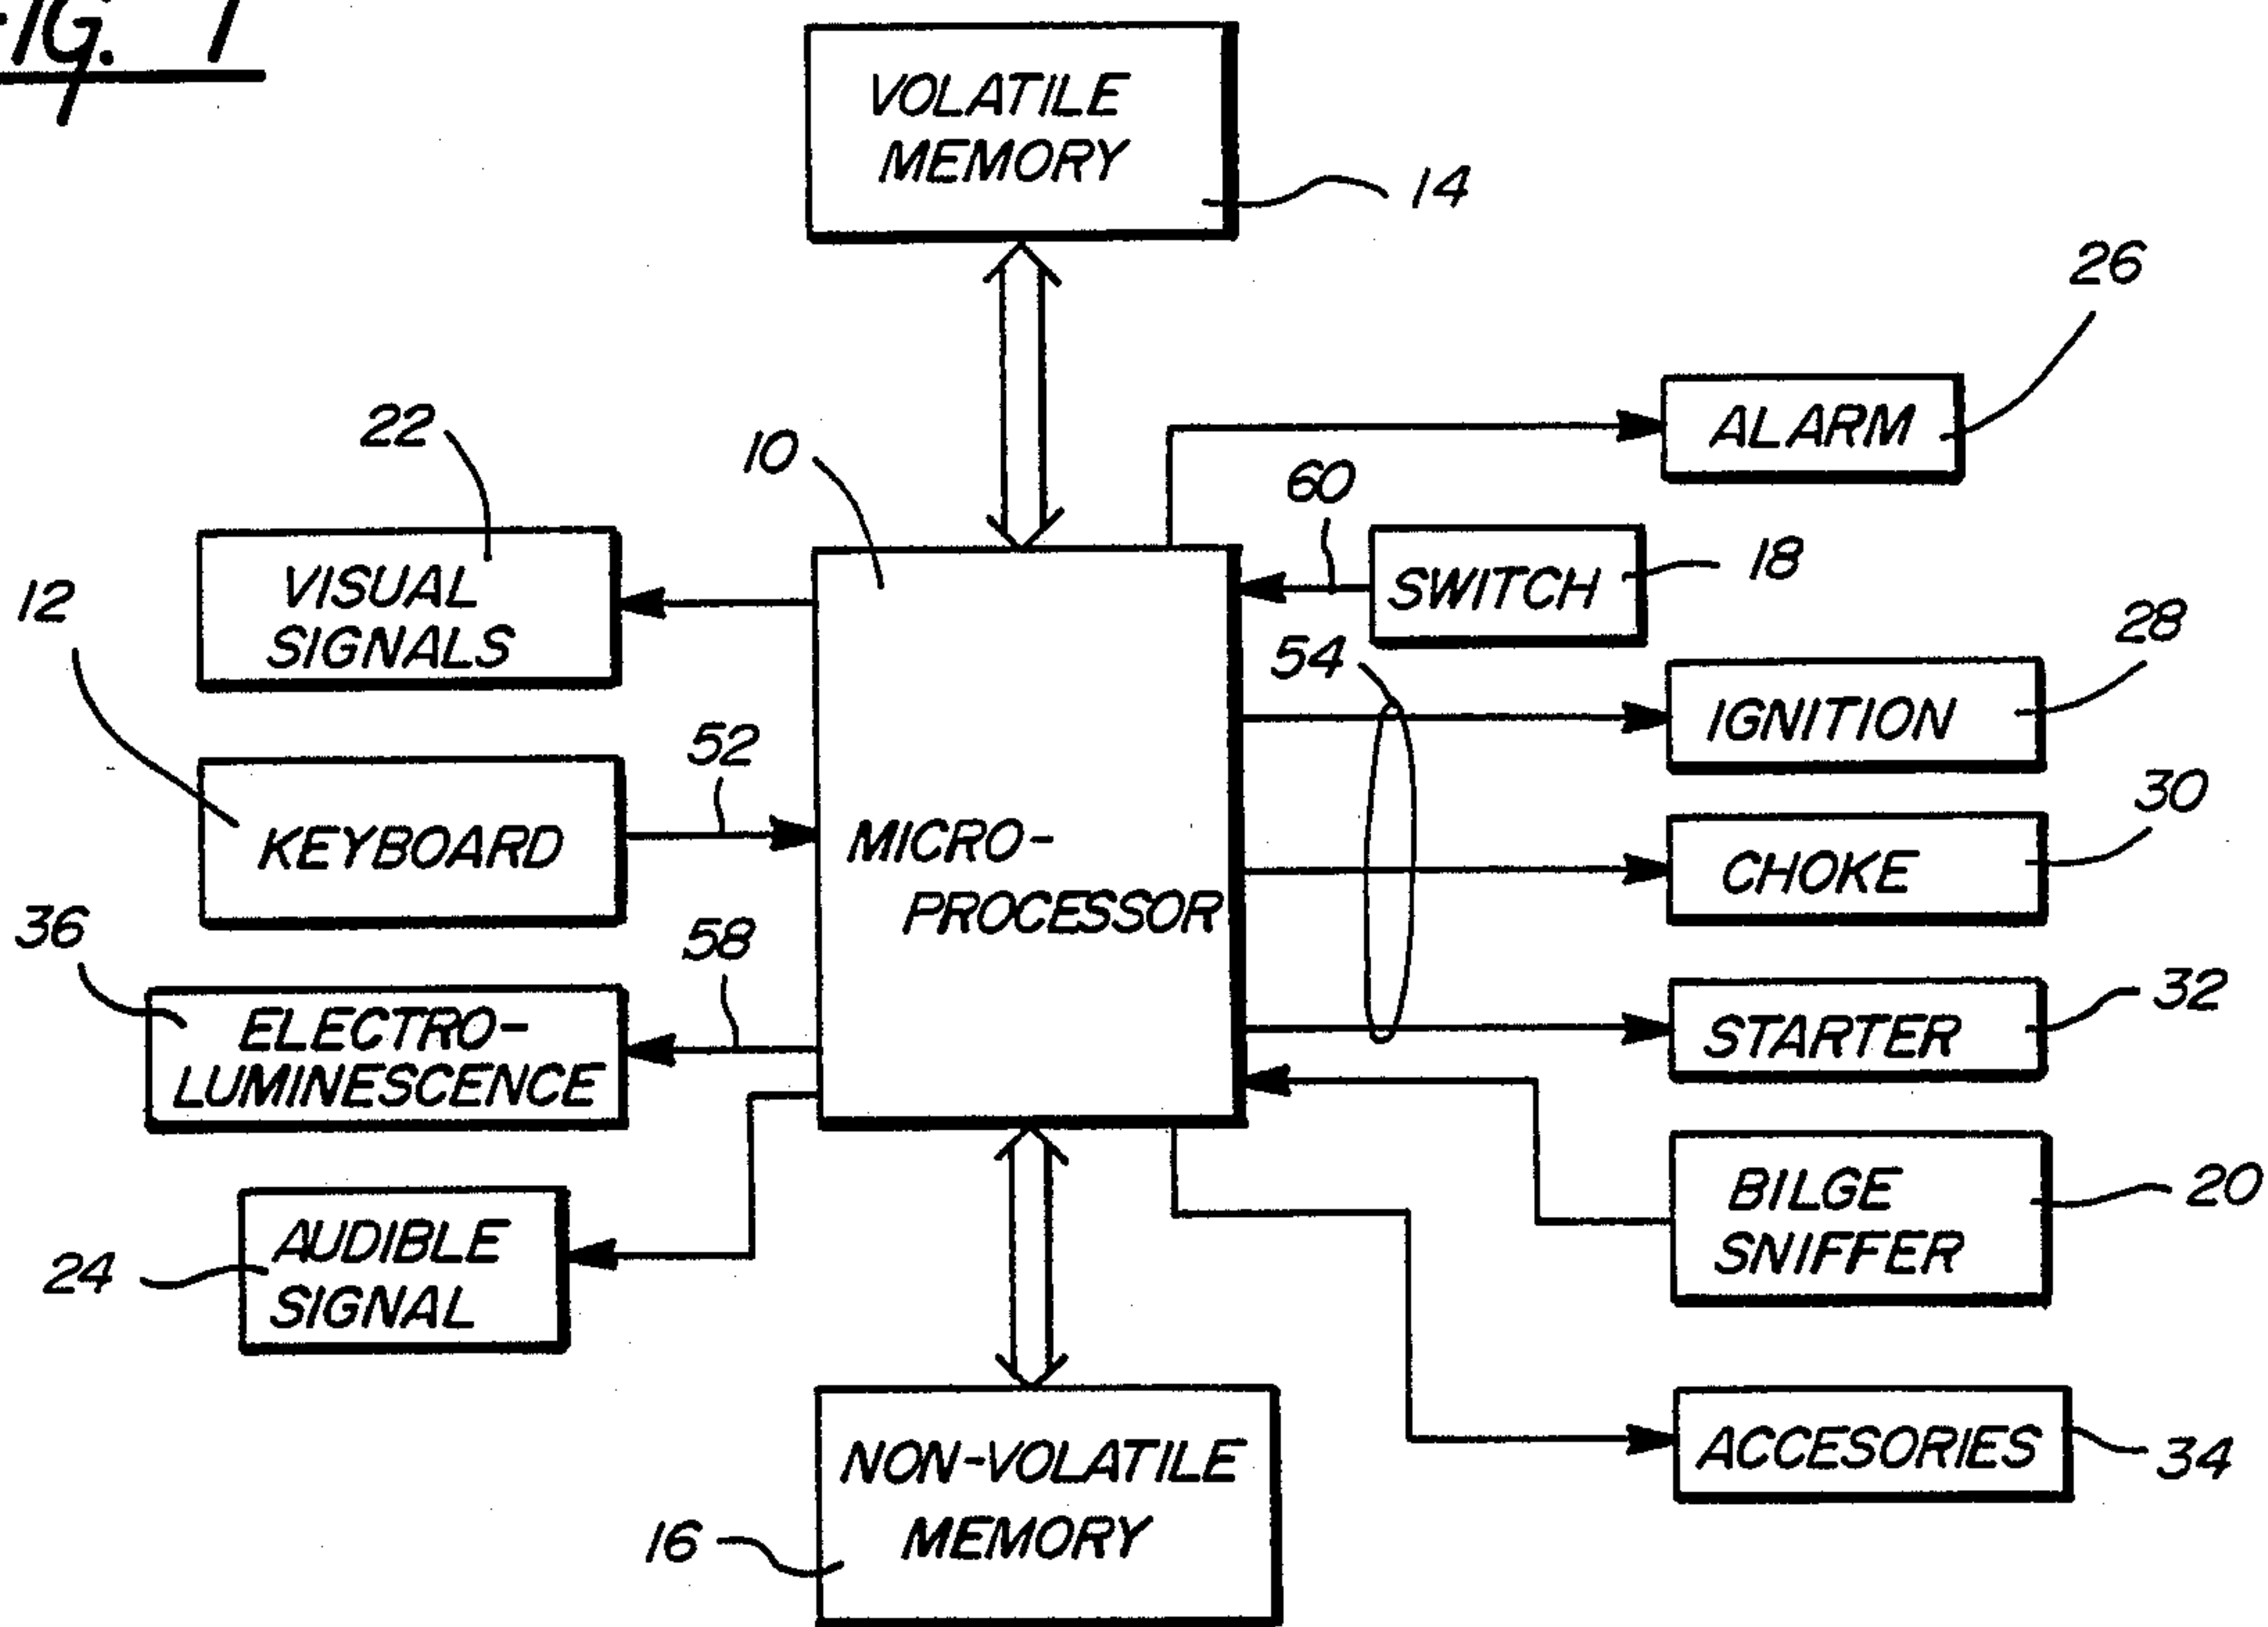 FIG. 1
VOLATILE
MEMORY
14
26
ALARM
22
10
60
SWITCH
18
VISUAL
SIGNALS
12
54
28
IGNITION
52
KEYBOARD
MICRO-
PROCESSOR
30
CHOKE
36
58
ELECTRO-
LUMINESCENCE
32
STARTER
BILGE
SNIFFER
20
AUDIBLE
SIGNAL
24
NON-VOLATILE
MEMORY
16
ACCESORIES
34